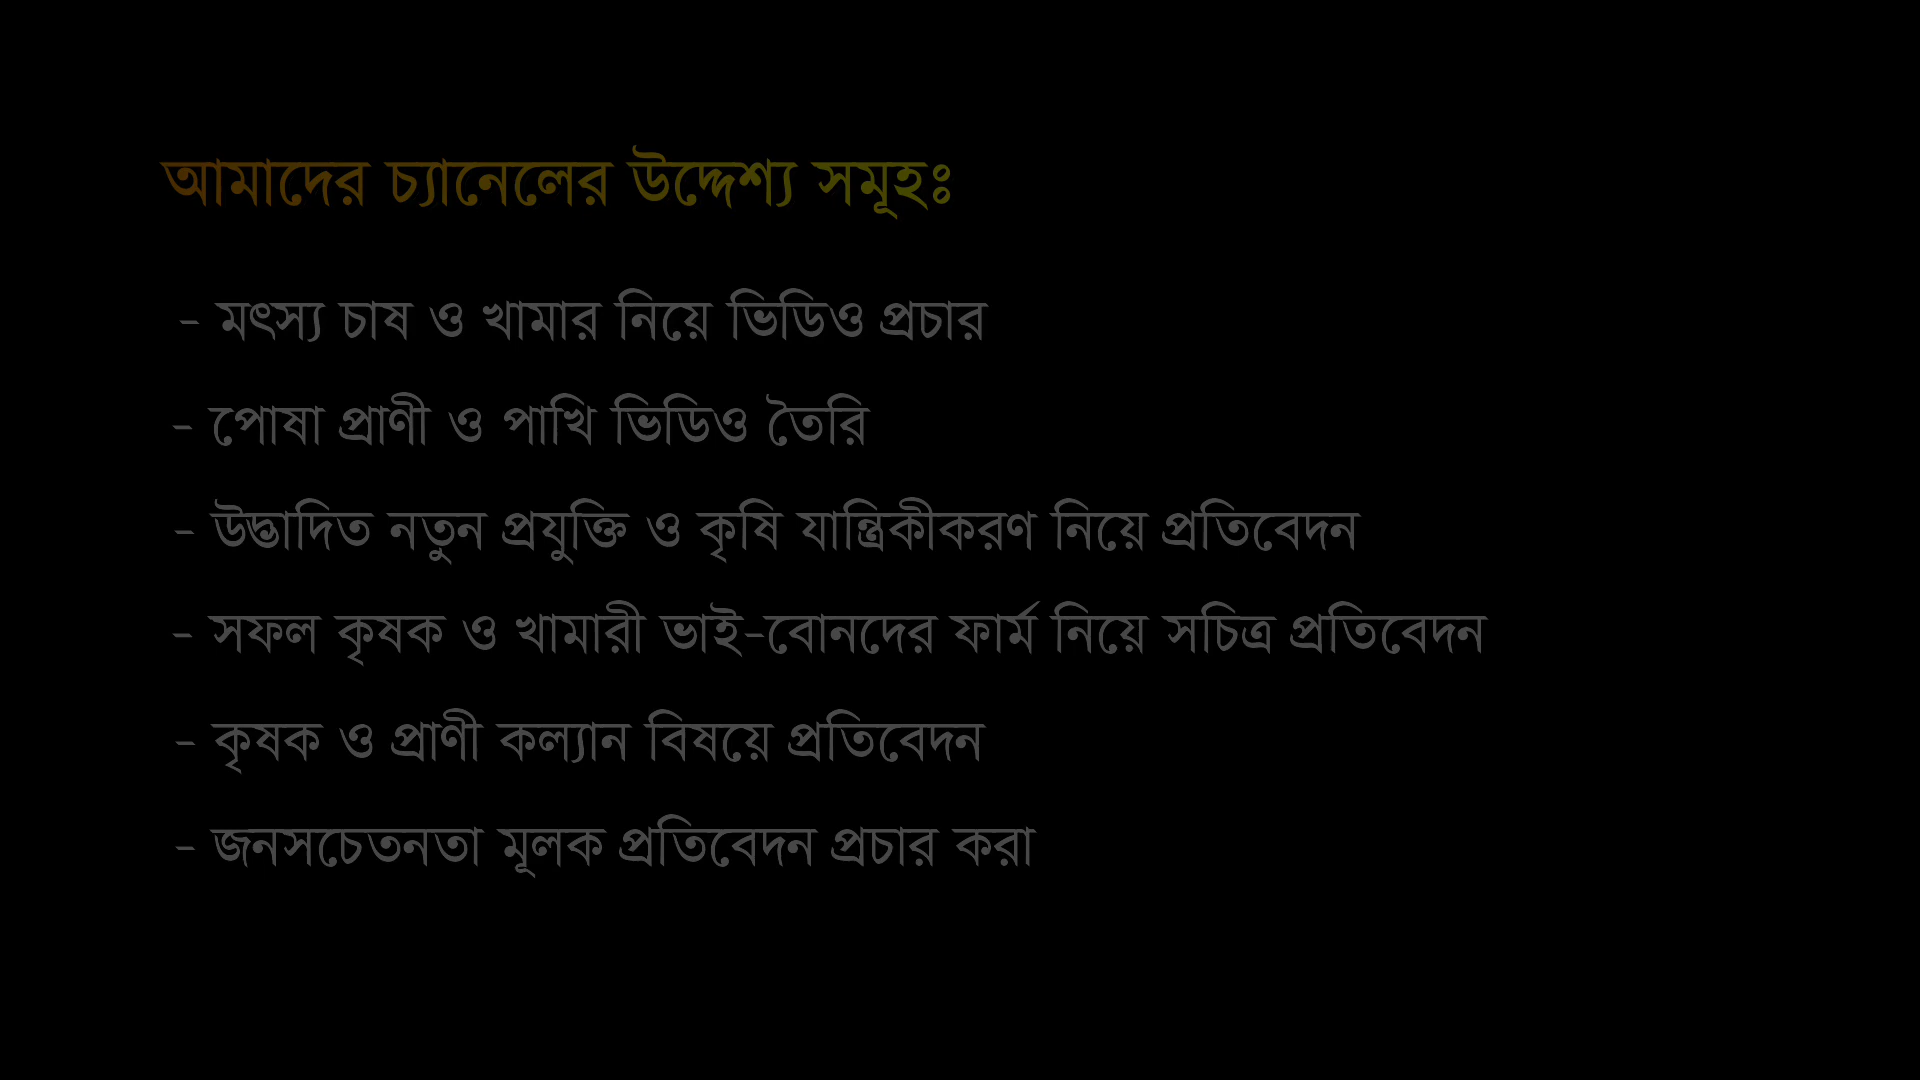 আমাদের চ্যানেলের উদ্দেশ্য সমূহঃ
- মৎস্য চাষ ও খামার নিয়ে ভিডিও প্রচার
- পোষা প্রাণী ও পাখি ভিডিও তৈরি
- উদ্ভাদিত নতুন প্রযুক্তি ও কৃষি যান্ত্রিকীকরণ নিয়ে প্রতিবেদন
- সফল কৃষক ও খামারী ভাই-বোনদের ফার্ম নিয়ে সচিত্র প্রতিবেদন
- কৃষক ও প্রাণী কল্যান বিষয়ে প্রতিবেদন
- জনসচেতনতা মূলক প্রতিবেদন প্রচার করা